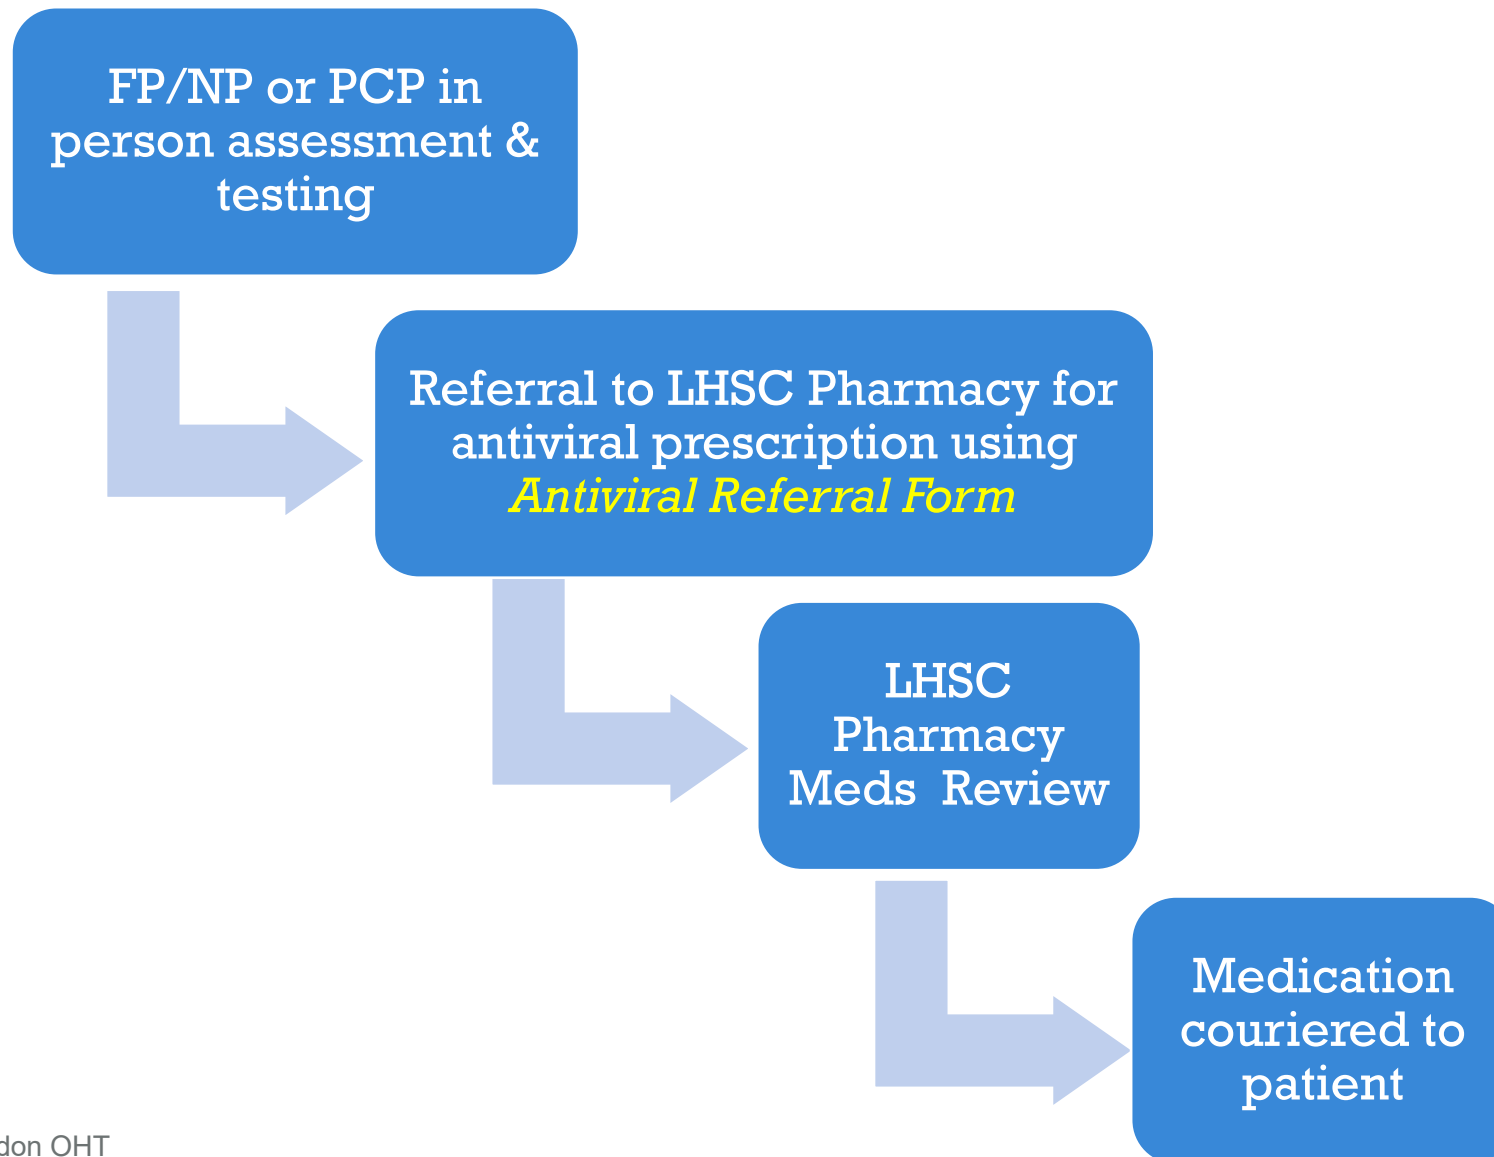 FP/NP or PCP in
person assessment &
testing
Referral to LHSC Pharmacy for
antiviral prescription using
Antiviral Referral Form
LHSC
Pharmacy
Meds  Review
Medication
couriered to
patient
don OHT